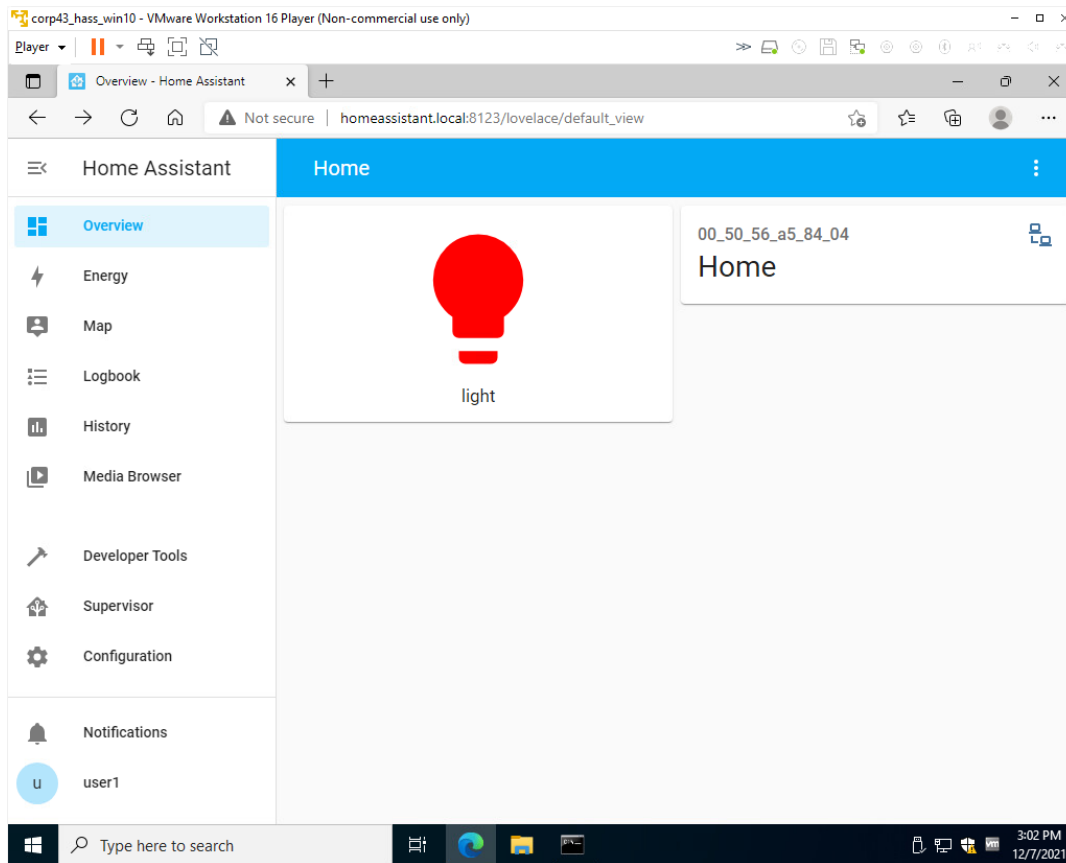 corp43_hass_win10 - VMware Workstation 16 Player (Non-commercial use only)
Player
Overview - Home Assistant
Not secure | homeassistant.local:8123/lovelace/default_view
Home Assistant
Home
Overview
Energy
Map
Logbook
History
Media Browser
Developer Tools
Supervisor
Configuration
Notifications
u
user1
light
00_50_56_a5_84_04
Home
Type here to search
vm
3:02 PM
12/7/2021